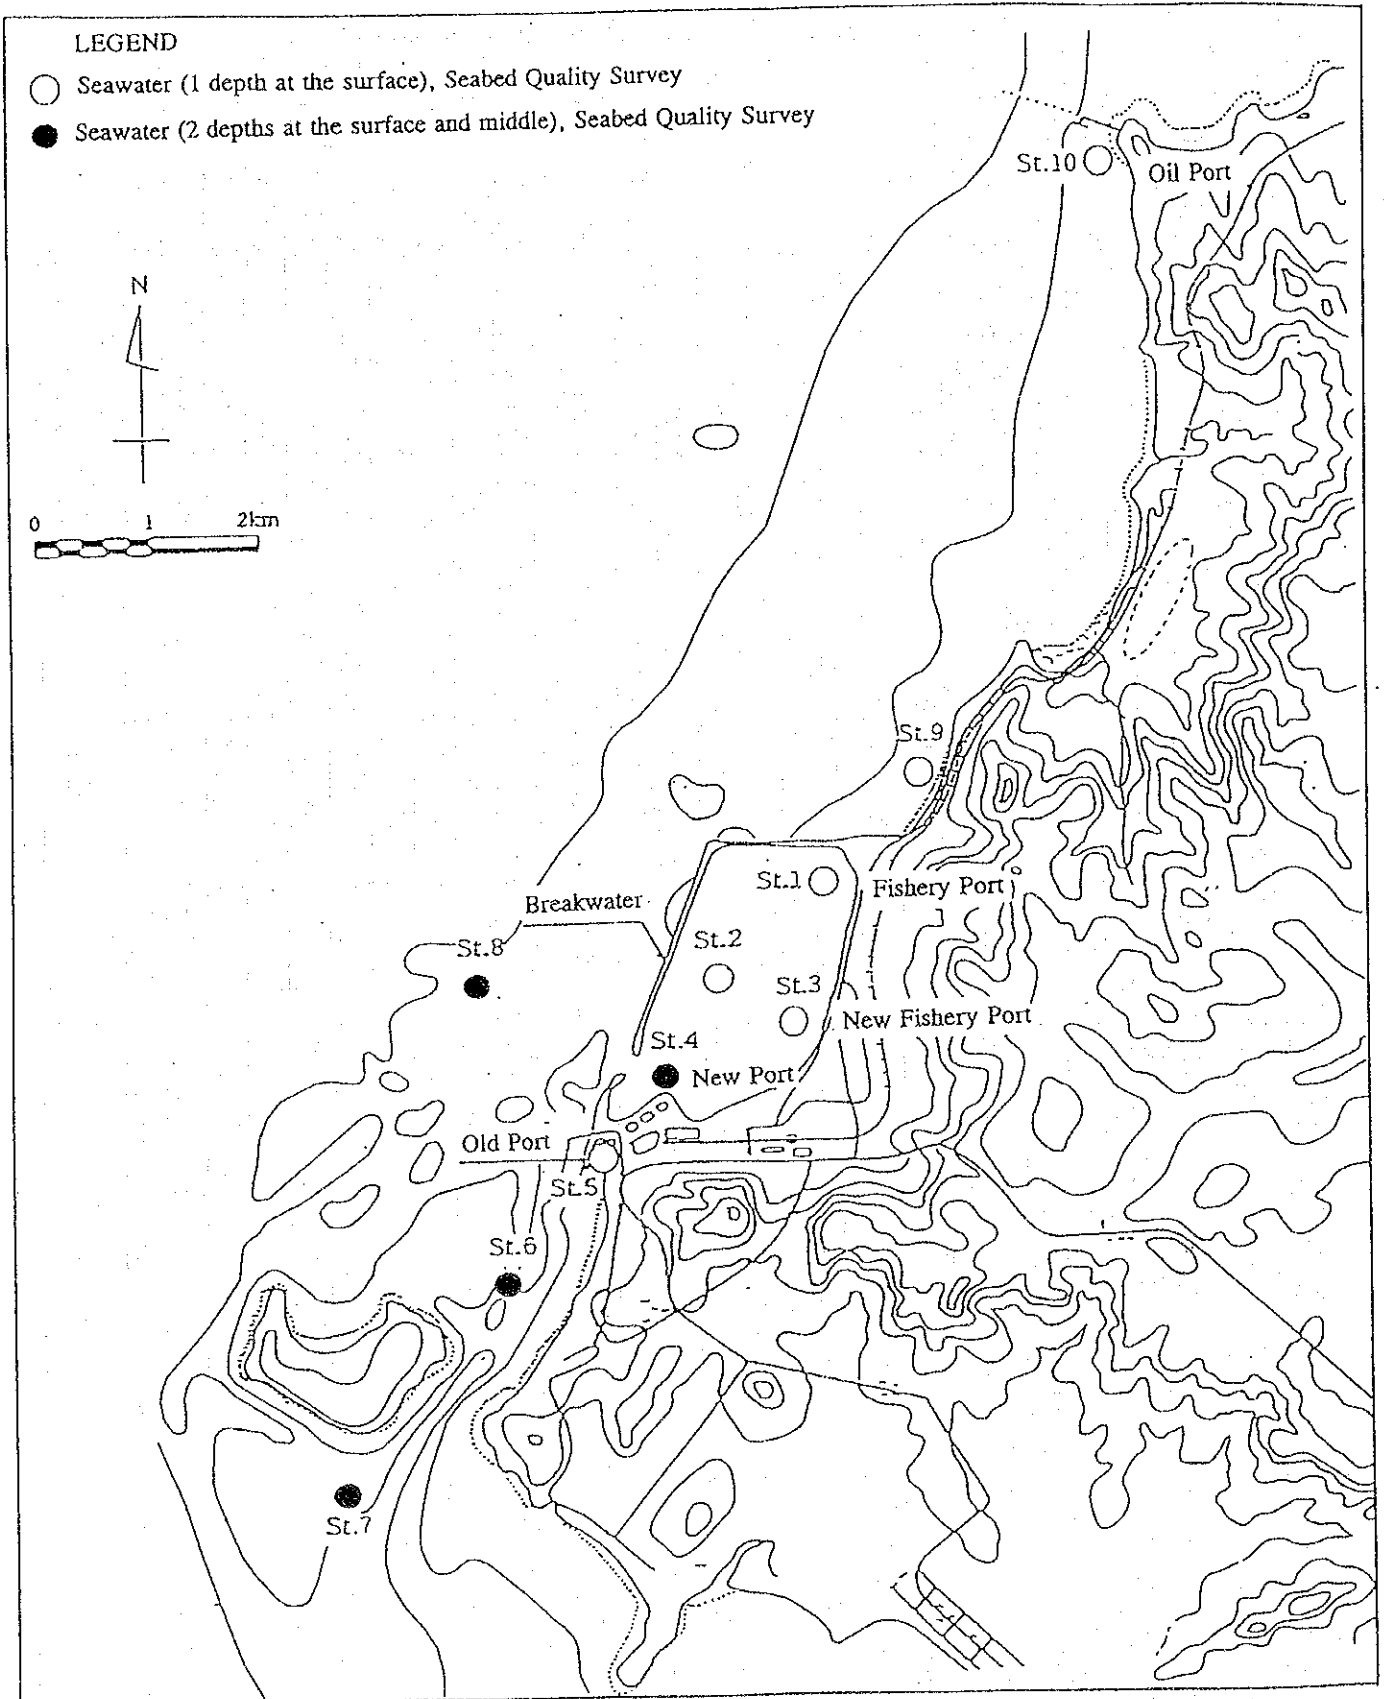 LEGEND
Seawater (1 depth at the surface), Seabed Quality Survey
Seawater (2 depths at the surface and middle), Seabed Quality Survey
St.10
Oil Port
N
0 1 2km
St.9
St.1
Fishery Port
Breakwater
St.2
St.8
St.3
New Fishery Port
St.4
New Port
Old Port
St.5
St.6
St.7